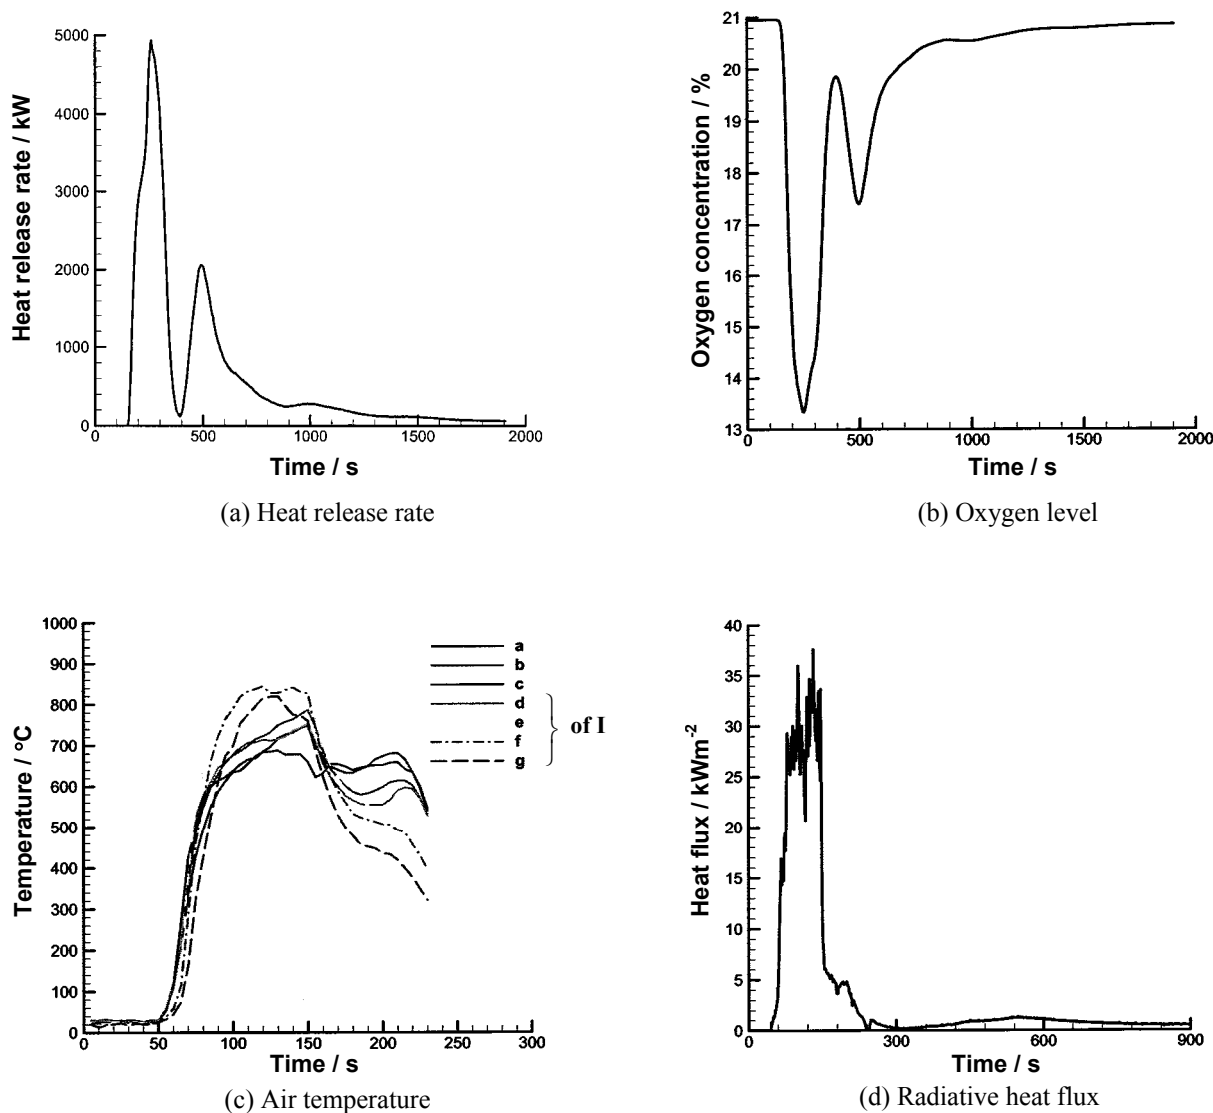 5000
4000
3000
2000
1000
0
Heat release rate / kW
0 500 1000 1500 2000
Time / s
(a) Heat release rate
21
20
19
18
17
16
15
14
13
Oxygen concentration / %
0 500 1000 1500 2000
Time / s
(b) Oxygen level
1000
900
800
700
600
500
400
300
200
100
0
Temperature / °C
0 50 100 150 200 250 300
Time / s
a
b
c
d
e
f
g
of I
(c) Air temperature
40
35
30
25
20
15
10
5
0
Heat flux / kWm-2
0 300 600 900
Time / s
(d) Radiative heat flux